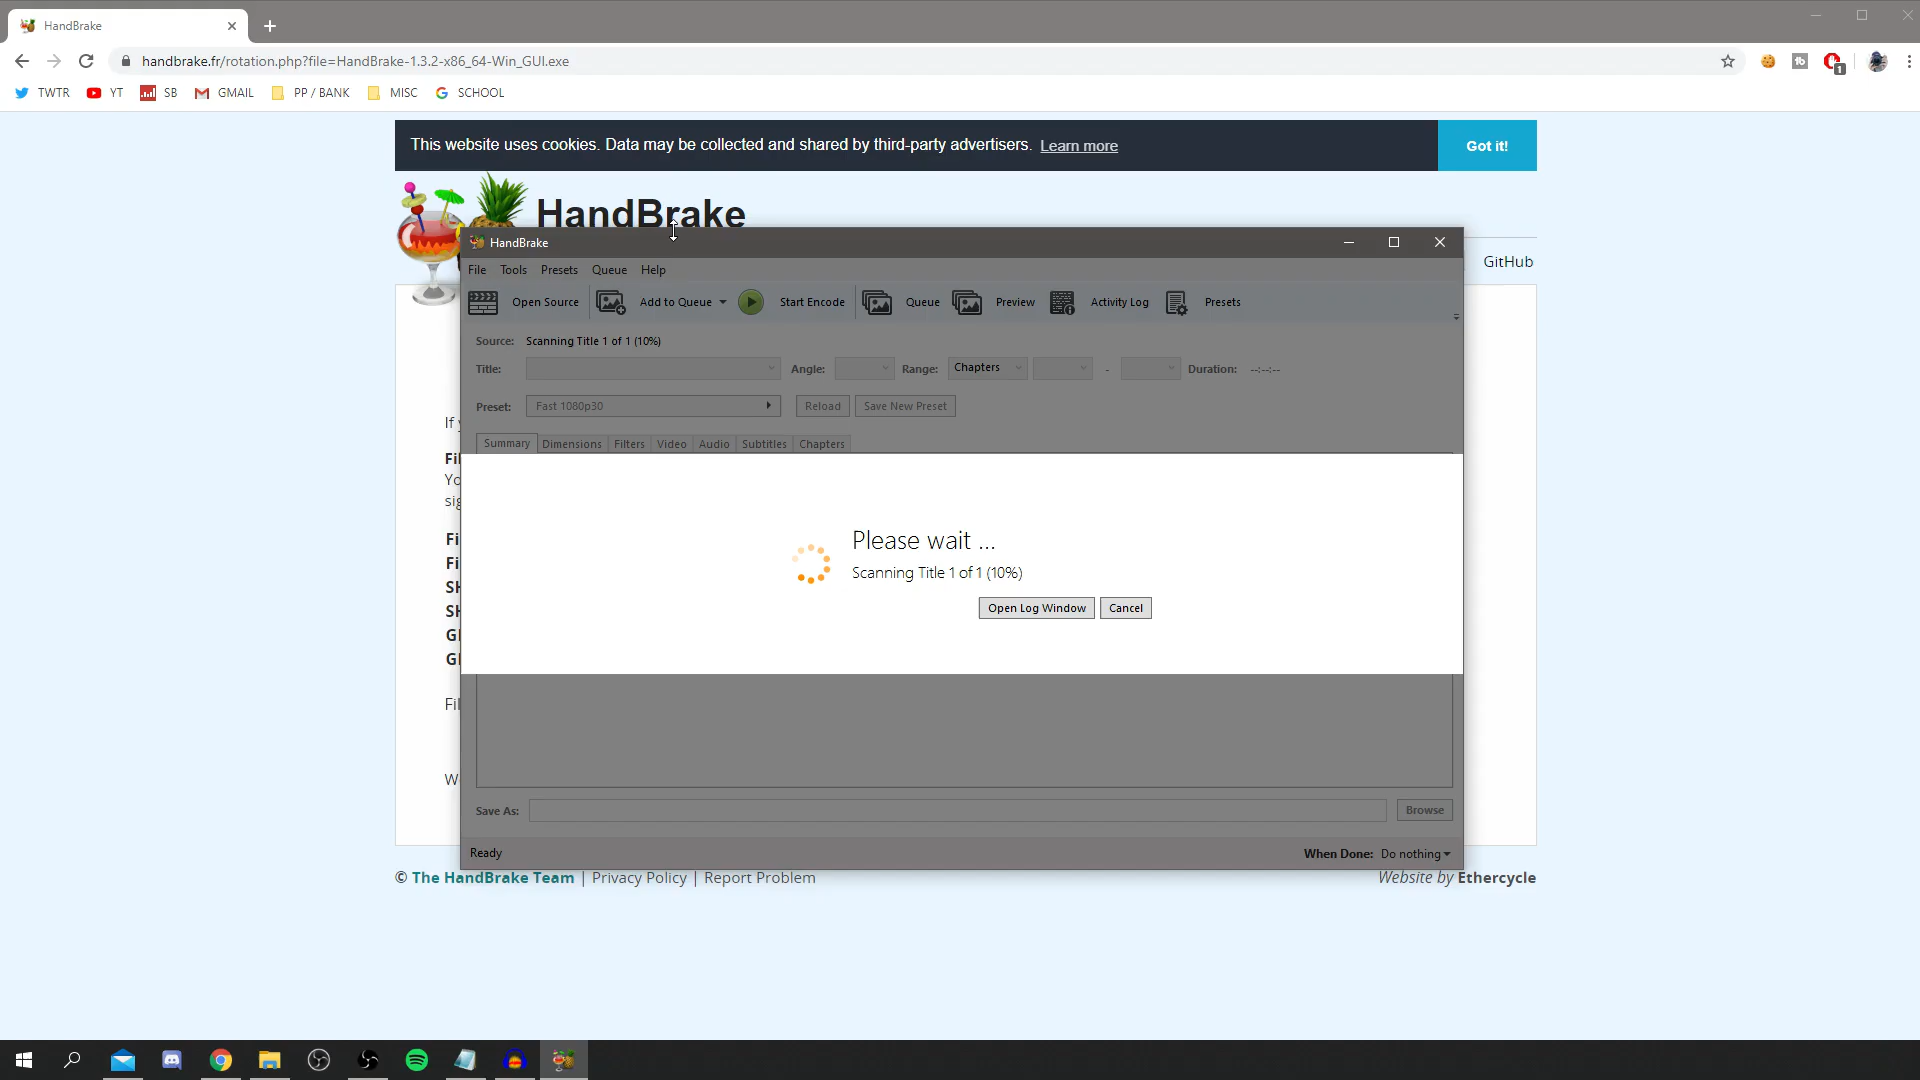 HandBrake
handbrake.fr/rotation.php?file=HandBrake-1.3.2-x86_64-Win_GUI.exe
1
TWTR YT SB GMAIL PP / BANK MISC SCHOOL
This website uses cookies. Data may be collected and shared by third-party advertisers. Learn more
Got it!
HandBrake
GitHub
HandBrake
File Tools Presets Queue Help
Open Source Add to Queue Start Encode Queue Preview Activity Log Presets
Source: Scanning Title 1 of 1 (10%)
Title: Angle: Range: Chapters - Duration: --:--:--
Preset: Fast 1080p30 Reload Save New Preset
Summary Dimensions Filters Video Audio Subtitles Chapters
Please wait ...
Scanning Title 1 of 1 (10%)
Open Log Window Cancel
Save As: Browse
Ready When Done: Do nothing
© The HandBrake Team | Privacy Policy | Report Problem
Website by Ethercycle